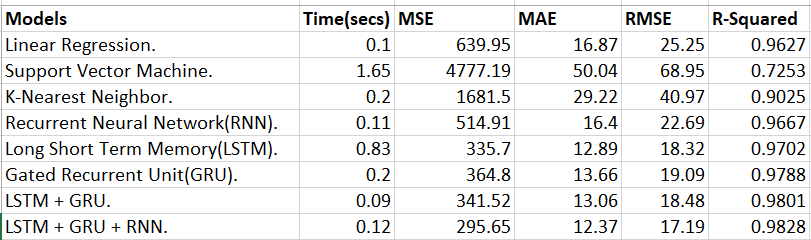 Models Time(secs) MSE MAE RMSE R-Squared
Linear Regression. 0.1 639.95 16.87 25.25 0.9627
Support Vector Machine. 1.65 4777.19 50.04 68.95 0.7253
K-Nearest Neighbor. 0.2 1681.5 29.22 40.97 0.9025
Recurrent Neural Network(RNN). 0.11 514.91 16.4 22.69 0.9667
Long Short Term Memory(LSTM). 0.83 335.7 12.89 18.32 0.9702
Gated Recurrent Unit(GRU). 0.2 364.8 13.66 19.09 0.9788
LSTM + GRU. 0.09 341.52 13.06 18.48 0.9801
LSTM + GRU + RNN. 0.12 295.65 12.37 17.19 0.9828